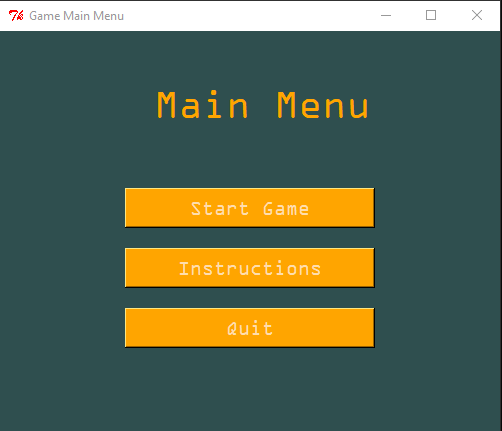 Game Main Menu
Main Menu
Start Game
Instructions
Quit